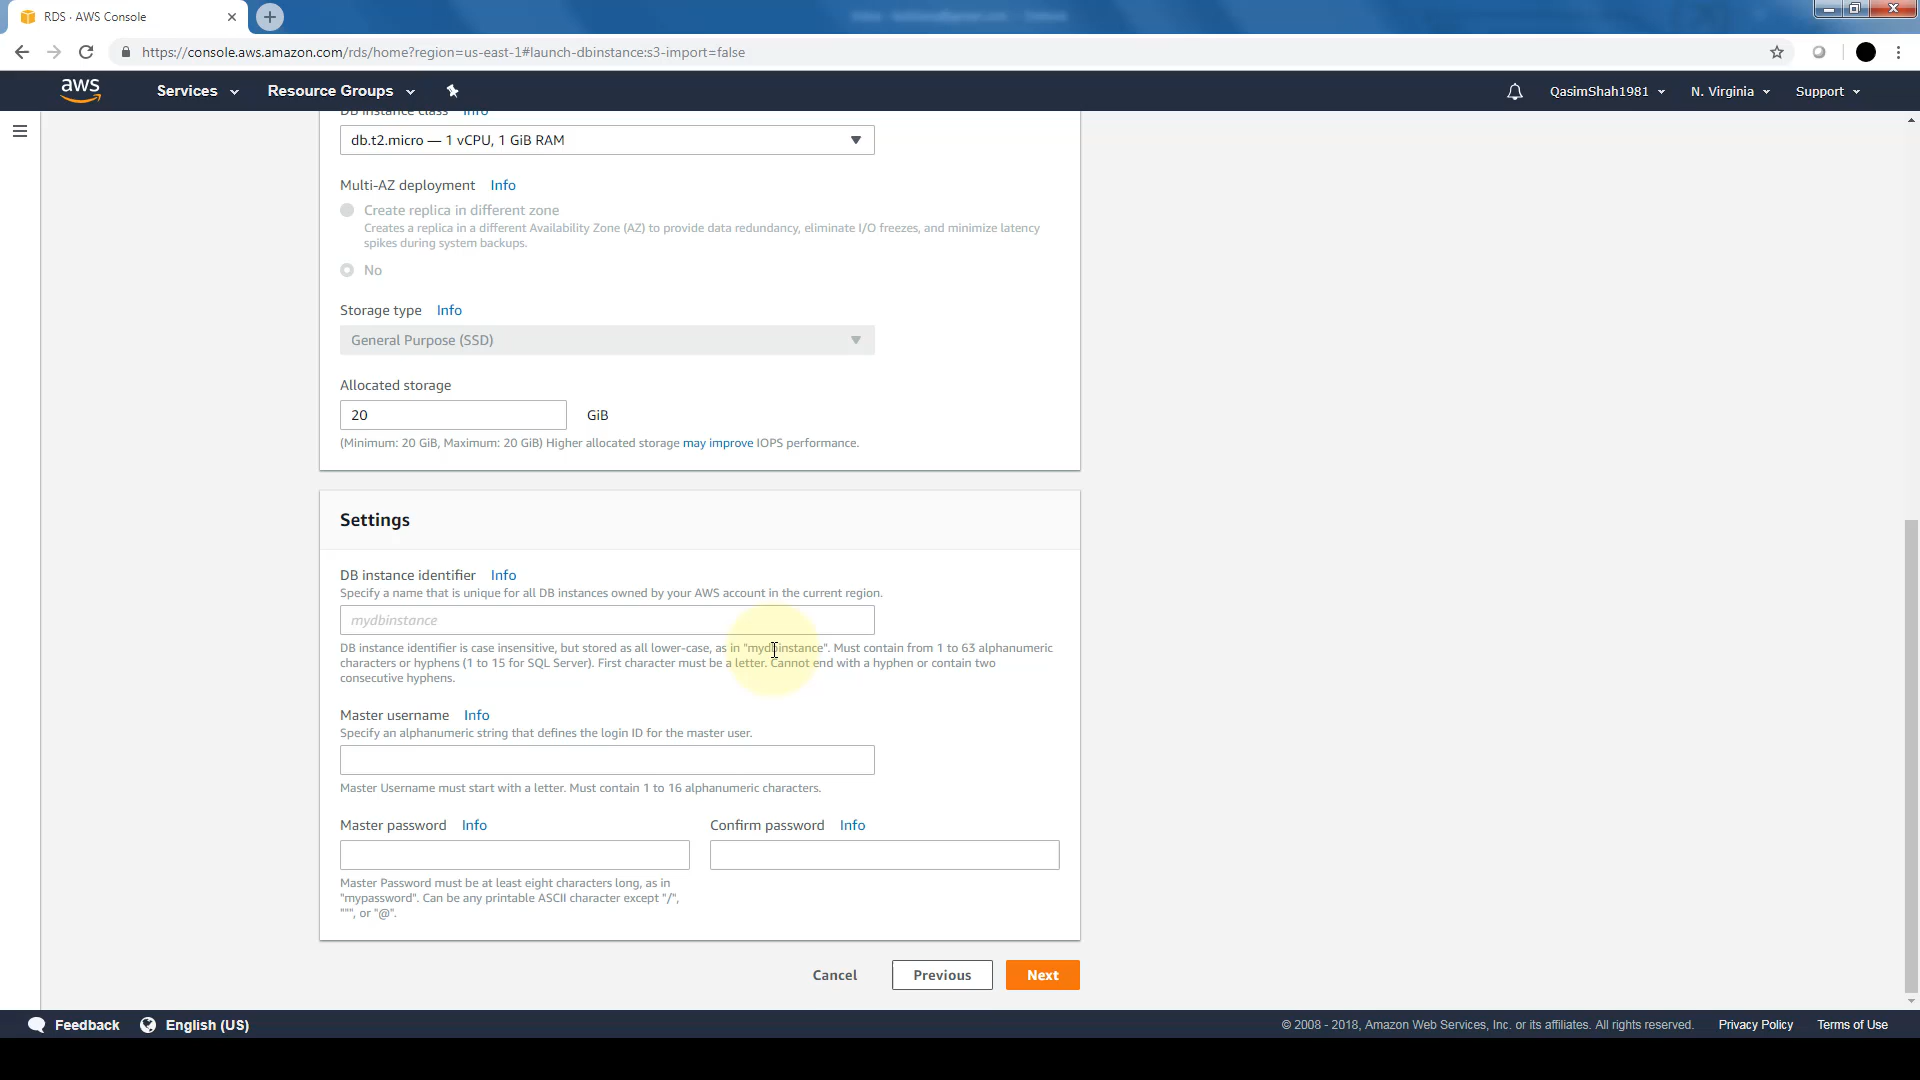 RDS · AWS Console
https://console.aws.amazon.com/rds/home?region=us-east-1#launch-dbinstance:s3-import=false
aws Services Resource Groups QasimShah1981 N. Virginia Support
DB instance class Info
db.t2.micro — 1 vCPU, 1 GiB RAM
Multi-AZ deployment Info
Create replica in different zone
Creates a replica in a different Availability Zone (AZ) to provide data redundancy, eliminate I/O freezes, and minimize latency
spikes during system backups.
No
Storage type Info
General Purpose (SSD)
Allocated storage
20 GiB
(Minimum: 20 GiB, Maximum: 20 GiB) Higher allocated storage may improve IOPS performance.
Settings
DB instance identifier Info
Specify a name that is unique for all DB instances owned by your AWS account in the current region.
mydbinstance
DB instance identifier is case insensitive, but stored as all lower-case, as in "mydbinstance". Must contain from 1 to 63 alphanumeric
characters or hyphens (1 to 15 for SQL Server). First character must be a letter. Cannot end with a hyphen or contain two
consecutive hyphens.
Master username Info
Specify an alphanumeric string that defines the login ID for the master user.
Master Username must start with a letter. Must contain 1 to 16 alphanumeric characters.
Master password Info Confirm password Info
Master Password must be at least eight characters long, as in
"mypassword". Can be any printable ASCII character except "/",
""", or "@".
Cancel Previous Next
Feedback English (US) © 2008 - 2018, Amazon Web Services, Inc. or its affiliates. All rights reserved. Privacy Policy Terms of Use